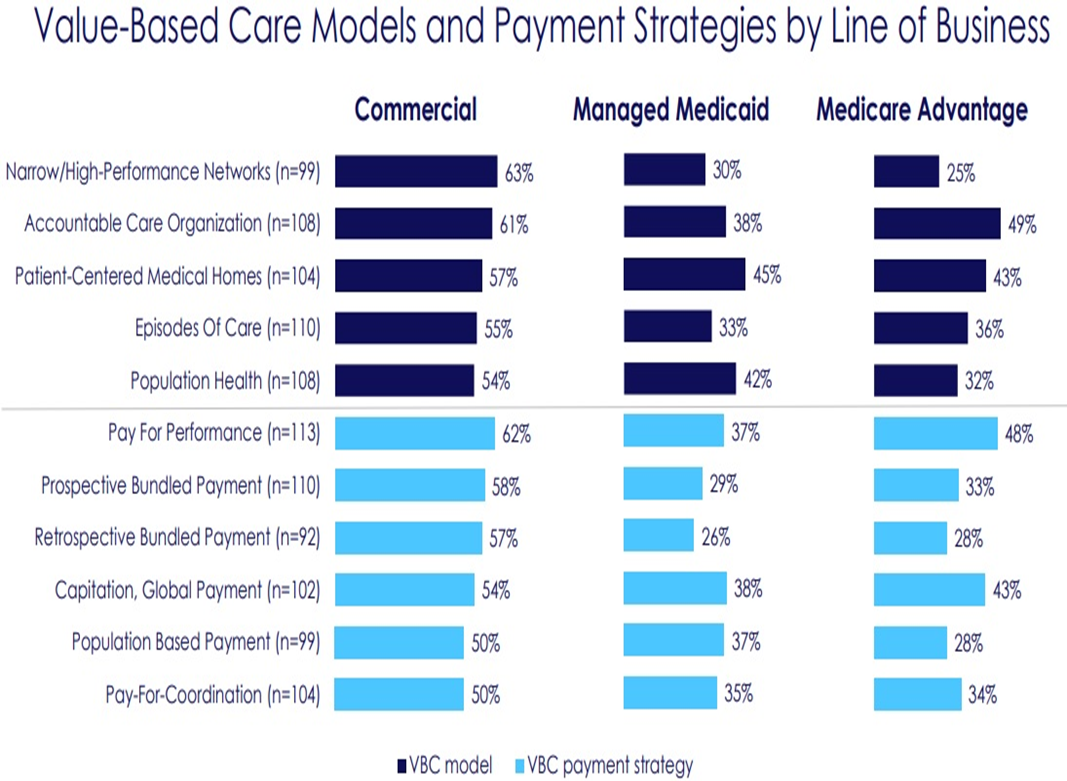 Value-Based Care Models and Payment Strategies by Line of Business
Commercial Managed Medicaid Medicare Advantage
Narrow/High-Performance Networks (n=99) 63% 30% 25%
Accountable Care Organization (n=108) 61% 38% 49%
Patient-Centered Medical Homes (n=104) 57% 45% 43%
Episodes Of Care (n=110) 55% 33% 36%
Population Health (n=108) 54% 42% 32%
Pay For Performance (n=113) 62% 37% 48%
Prospective Bundled Payment (n=110) 58% 29% 33%
Retrospective Bundled Payment (n=92) 57% 26% 28%
Capitation, Global Payment (n=102) 54% 38% 43%
Population Based Payment (n=99) 50% 37% 28%
Pay-For-Coordination (n=104) 50% 35% 34%
VBC model VBC payment strategy